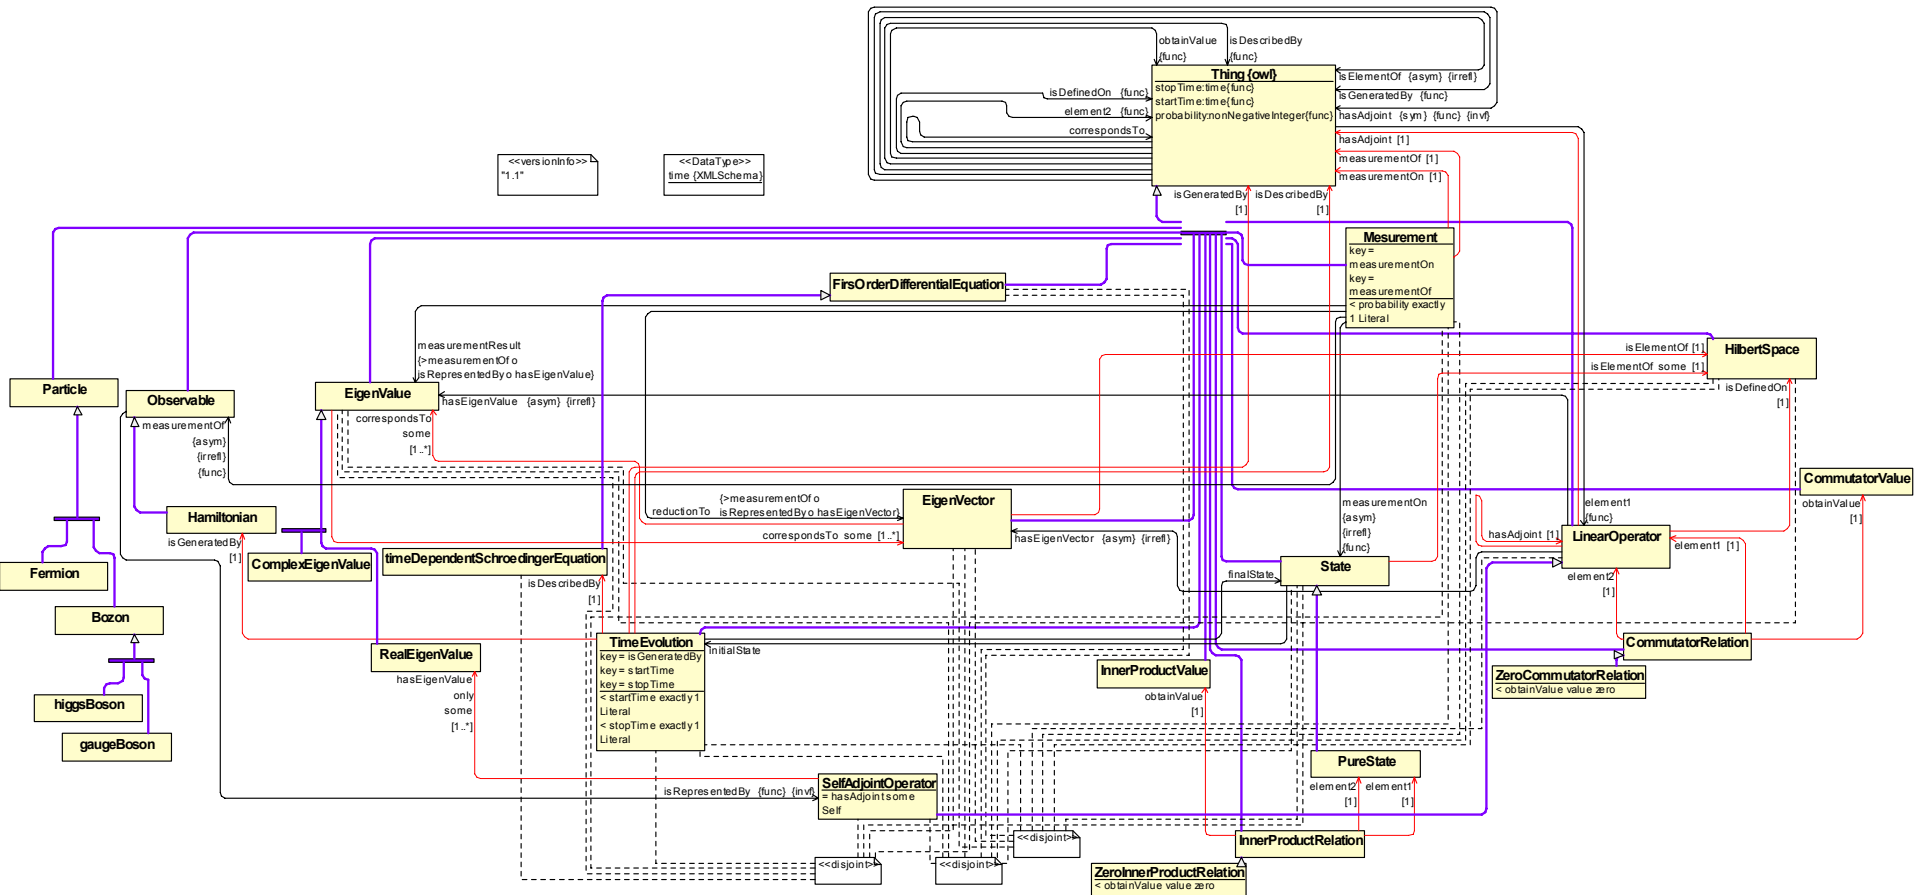 obtainValue
{func}
isDescribedBy
{func}
Thing {owl}
stopTime:time{func}
startTime:time{func}
probability:nonNegativeInteger{func}
isDefinedOn {func}
element2 {func}
correspondsTo
isElementOf {asym} {irrefl}
isGeneratedBy {func}
hasAdjoint {sym} {func} {invf}
hasAdjoint [1]
measurementOf [1]
measurementOn [1]
<<versionInfo>>
"1.1"
<<DataType>>
time {XMLSchema}
isGeneratedBy
[1]
isDescribedBy
[1]
Mesurement
key =
measurementOn
key =
measurementOf
< probability exactly
1 Literal
FirsOrderDifferentialEquation
measurementResult
{>measurementOf o
isRepresentedBy o hasEigenValue}
isElementOf [1]
HilbertSpace
isElementOf some [1]
isDefinedOn
[1]
Particle
Observable
EigenValue
hasEigenValue {asym} {irrefl}
measurementOf
{asym}
{irrefl}
{func}
correspondsTo
some
[1..*]
CommutatorValue
obtainValue
[1]
EigenVector
{>measurementOf o
reductionTo isRepresentedBy o hasEigenVector}
measurementOn
{asym}
{irrefl}
{func}
element1
{func}
Hamiltonian
isGeneratedBy
[1]
correspondsTo some [1..*]
hasEigenVector {asym} {irrefl}
hasAdjoint [1]
LinearOperator
element1 [1]
element2
[1]
Fermion
ComplexEigenValue
timeDependentSchroedingerEquation
isDescribedBy
[1]
finalState
State
Bozon
TimeEvolution
key = isGeneratedBy
key = startTime
key = stopTime
< startTime exactly 1
Literal
< stopTime exactly 1
Literal
initialState
CommutatorRelation
RealEigenValue
hasEigenValue
only
some
[1..*]
InnerProductValue
obtainValue
[1]
ZeroCommutatorRelation
< obtainValue value zero
higgsBoson
gaugeBoson
PureState
element2
[1]
element1
[1]
SelfAdjointOperator
= hasAdjoint some
Self
isRepresentedBy {func} {invf}
<<disjoint>>
InnerProductRelation
<<disjoint>>
<<disjoint>>
ZeroInnerProductRelation
< obtainValue value zero